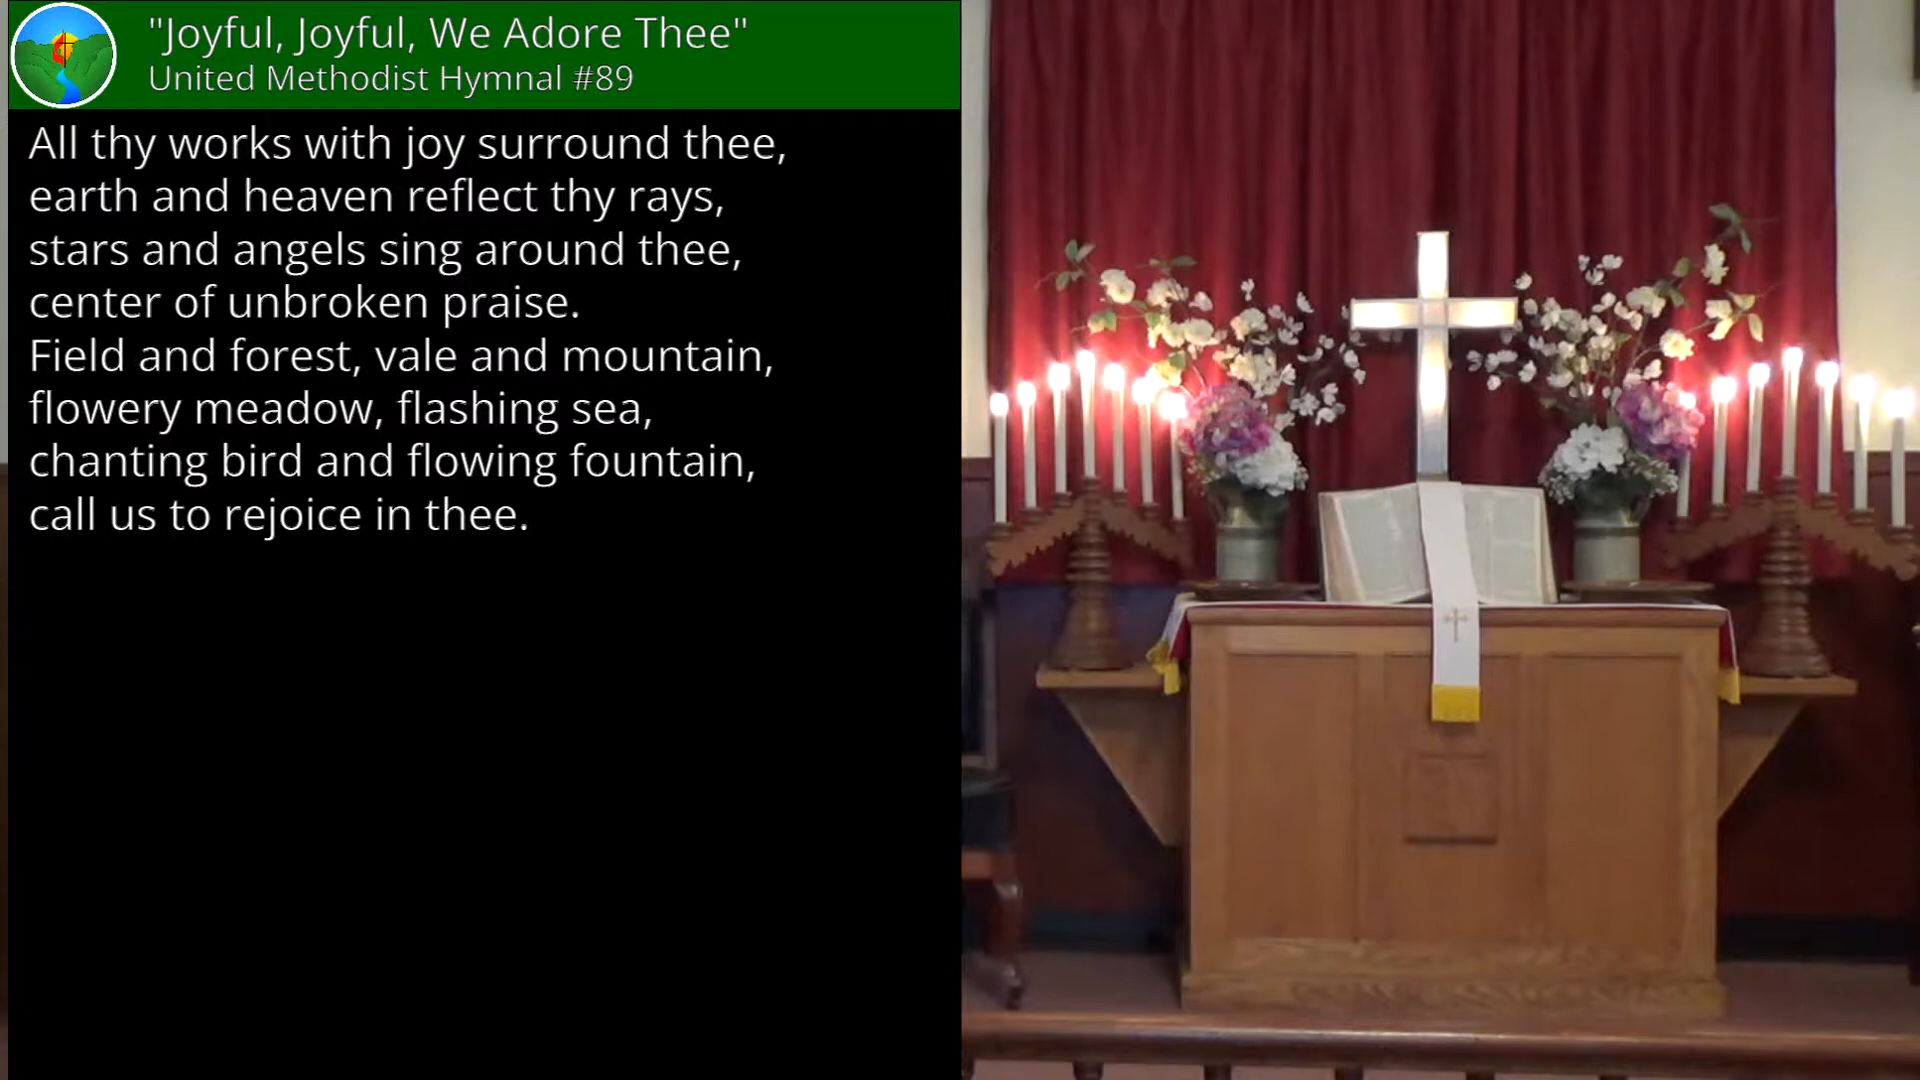 "Joyful, Joyful, We Adore Thee"
United Methodist Hymnal #89
All thy works with joy surround thee,
earth and heaven reflect thy rays,
stars and angels sing around thee,
center of unbroken praise.
Field and forest, vale and mountain,
flowery meadow, flashing sea,
chanting bird and flowing fountain,
call us to rejoice in thee.